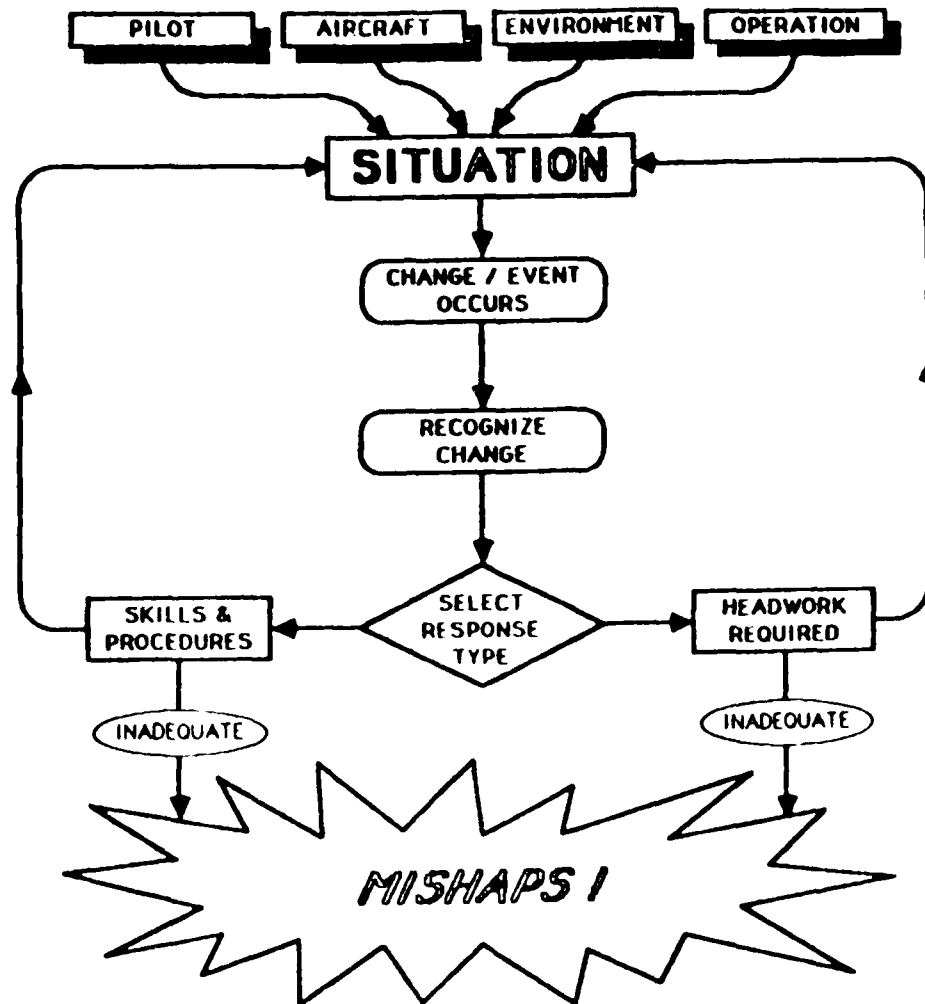 PILOT
AIRCRAFT
ENVIRONMENT
OPERATION
SITUATION
CHANGE / EVENT
OCCURS
RECOGNIZE
CHANGE
SELECT
RESPONSE
TYPE
SKILLS &
PROCEDURES
HEADWORK
REQUIRED
INADEQUATE
INADEQUATE
MISHAPS !